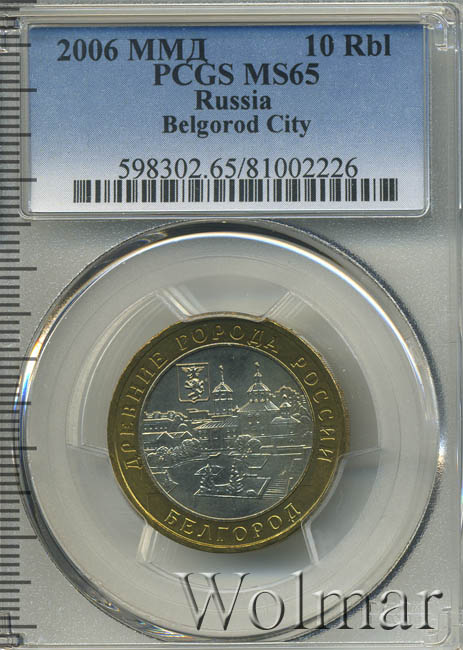 2006 ММД 10 Rbl
PCGS MS65
Russia
Belgorod City
598302.65/81002226
ДРЕВНИЕ ГОРОДА РОССИИ
БЕЛГОРОД
Wolmar